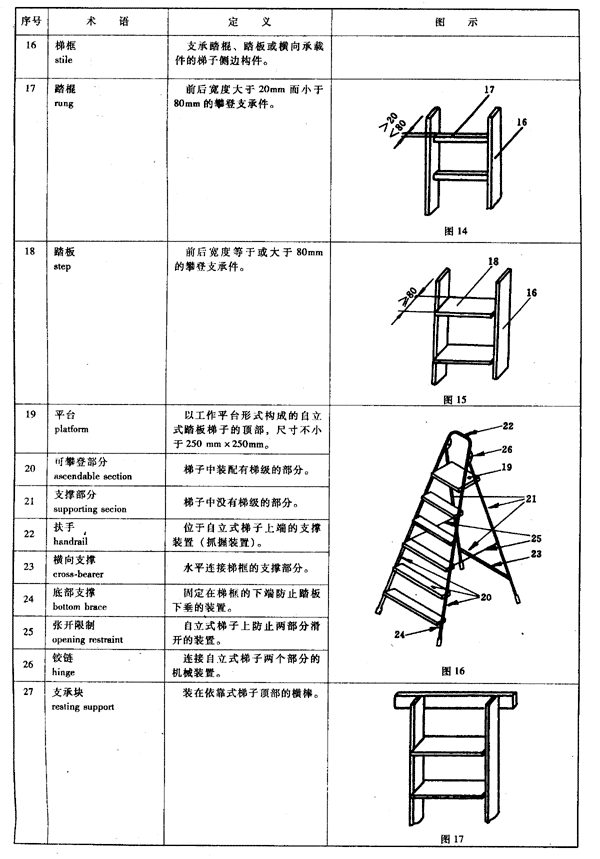 序号 术 语 定 义 图 示
16 梯框 支承踏棍、踏板或横向承载
stile 件的梯子侧边构件。
17 踏棍 前后宽度大于 20mm 而小于
rung 80mm 的攀登支承件。
17
>20
<80
16
图 14
18 踏板 前后宽度等于或大于 80mm
step 的攀登支承件。
18
≥80
16
图 15
19 平台 以工作平台形式构成的自立
platform 式踏板梯子的顶部，尺寸不小
于 250 mm×250mm。
20 可攀登部分 梯子中装配有梯级的部分。
ascendable section
21 支撑部分 梯子中没有梯级的部分。
supporting secion
22 扶手 位于自立式梯子上端的支撑
handrail 装置（抓握装置）。
23 横向支撑 水平连接梯框的支撑部分。
cross-bearer
24 底部支撑 固定在梯框的下端防止踏板
bottom brace 下垂的装置。
25 张开限制 自立式梯子上防止两部分滑
opening restraint 开的装置。
26 铰链 连接自立式梯子两个部分的
hinge 机械装置。
22
26
19
21
25
23
20
24
图 16
27 支承块 装在依靠式梯子顶部的横棒。
resting support
图 17